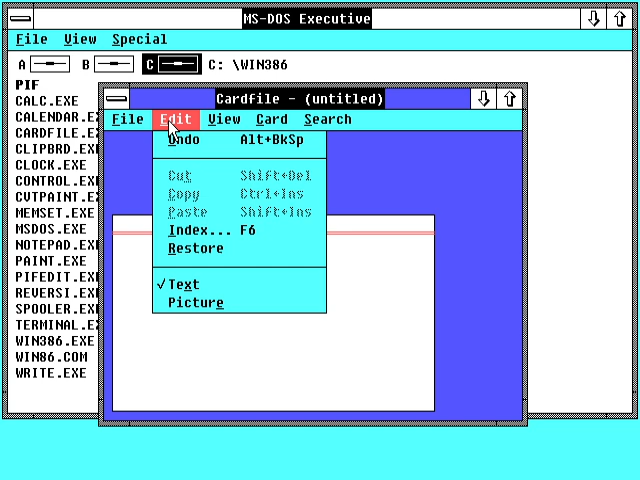 MS-DOS Executive
File View Special
A B C C: \WIN386
PIF
CALC.EXE
CALENDAR.EX
CARDFILE.EX
CLIPBRD.EX
CLOCK.EXE
CONTROL.EX
CVTPAINT.EX
MEMSET.EXE
MSDOS.EXE
NOTEPAD.EX
PAINT.EXE
PIFEDIT.EX
REVERSI.EX
SPOOLER.EX
TERMINAL.EX
WIN386.EXE
WIN86.COM
WRITE.EXE
Cardfile - (untitled)
File Edit View Card Search
Undo Alt+BkSp
Cut Shift+Del
Copy Ctrl+Ins
Paste Shift+Ins
Index... F6
Restore
✓Text
Picture